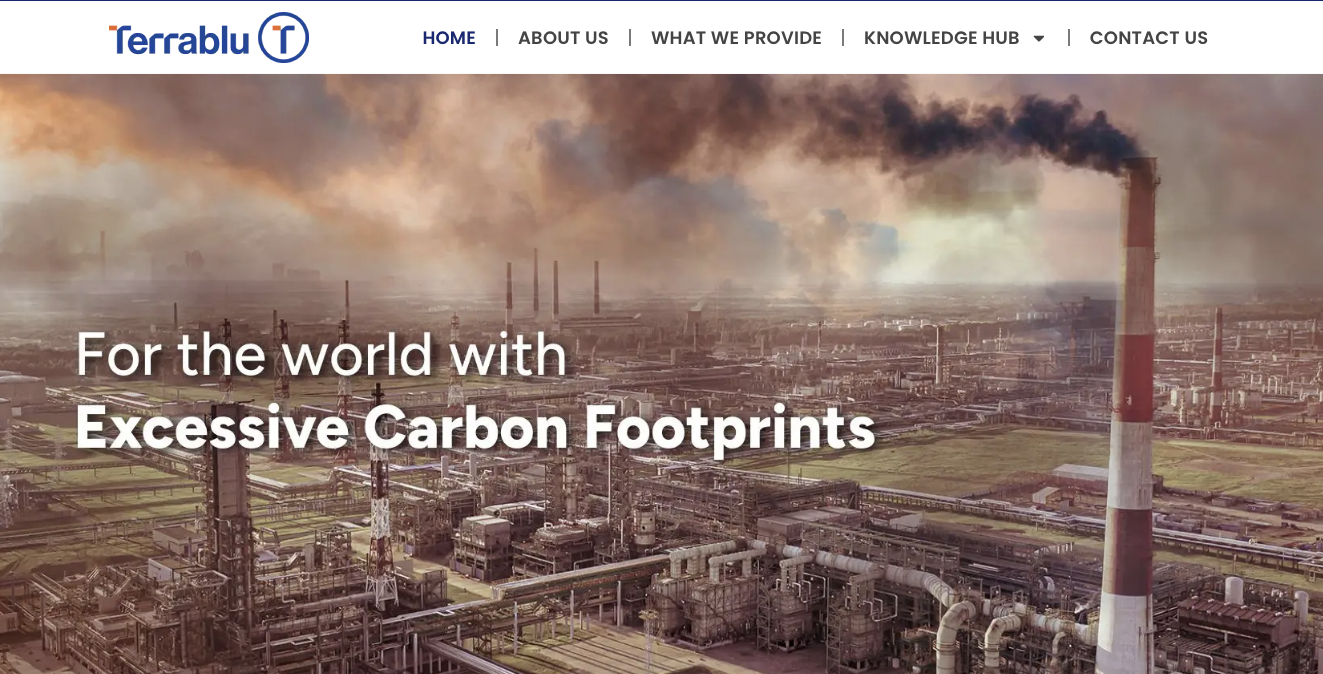 Terrablu T
HOME | ABOUT US | WHAT WE PROVIDE | KNOWLEDGE HUB | CONTACT US
For the world with
Excessive Carbon Footprints